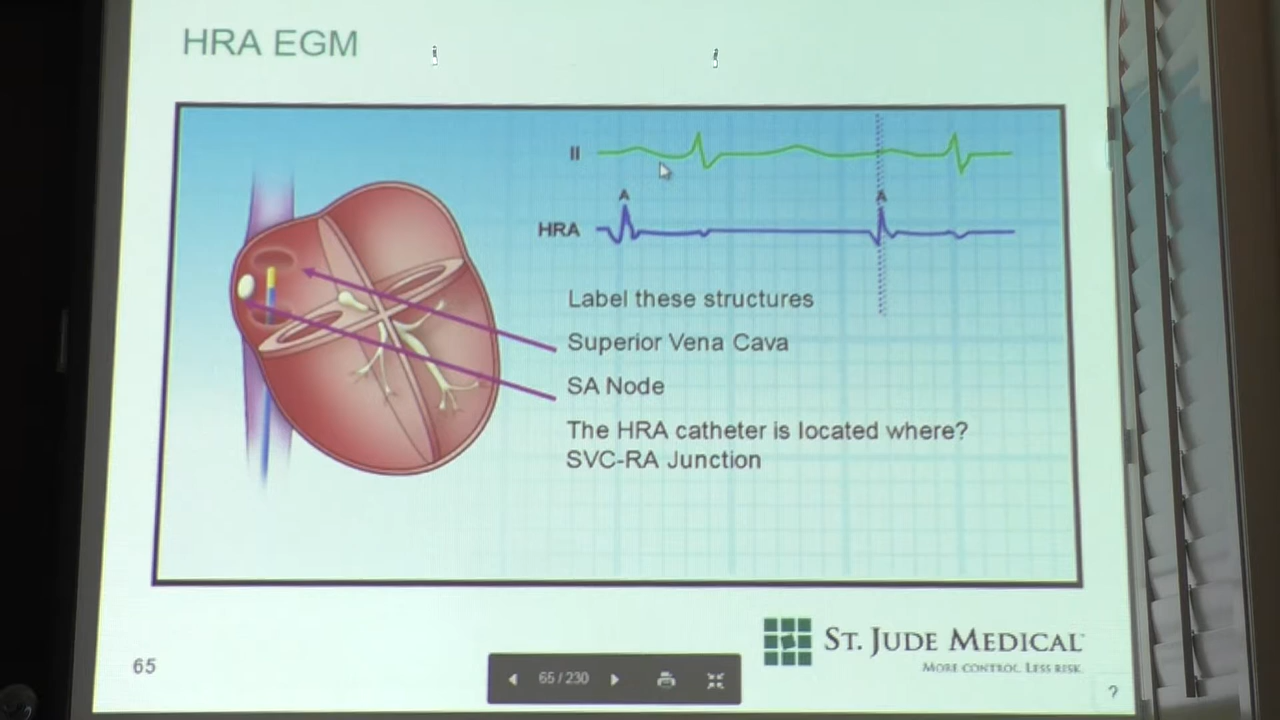 HRA EGM
II
A
A
HRA
Label these structures
Superior Vena Cava
SA Node
The HRA catheter is located where?
SVC-RA Junction
ST. JUDE MEDICAL
MORE CONTROL. LESS RISK.
65
65 / 230
?